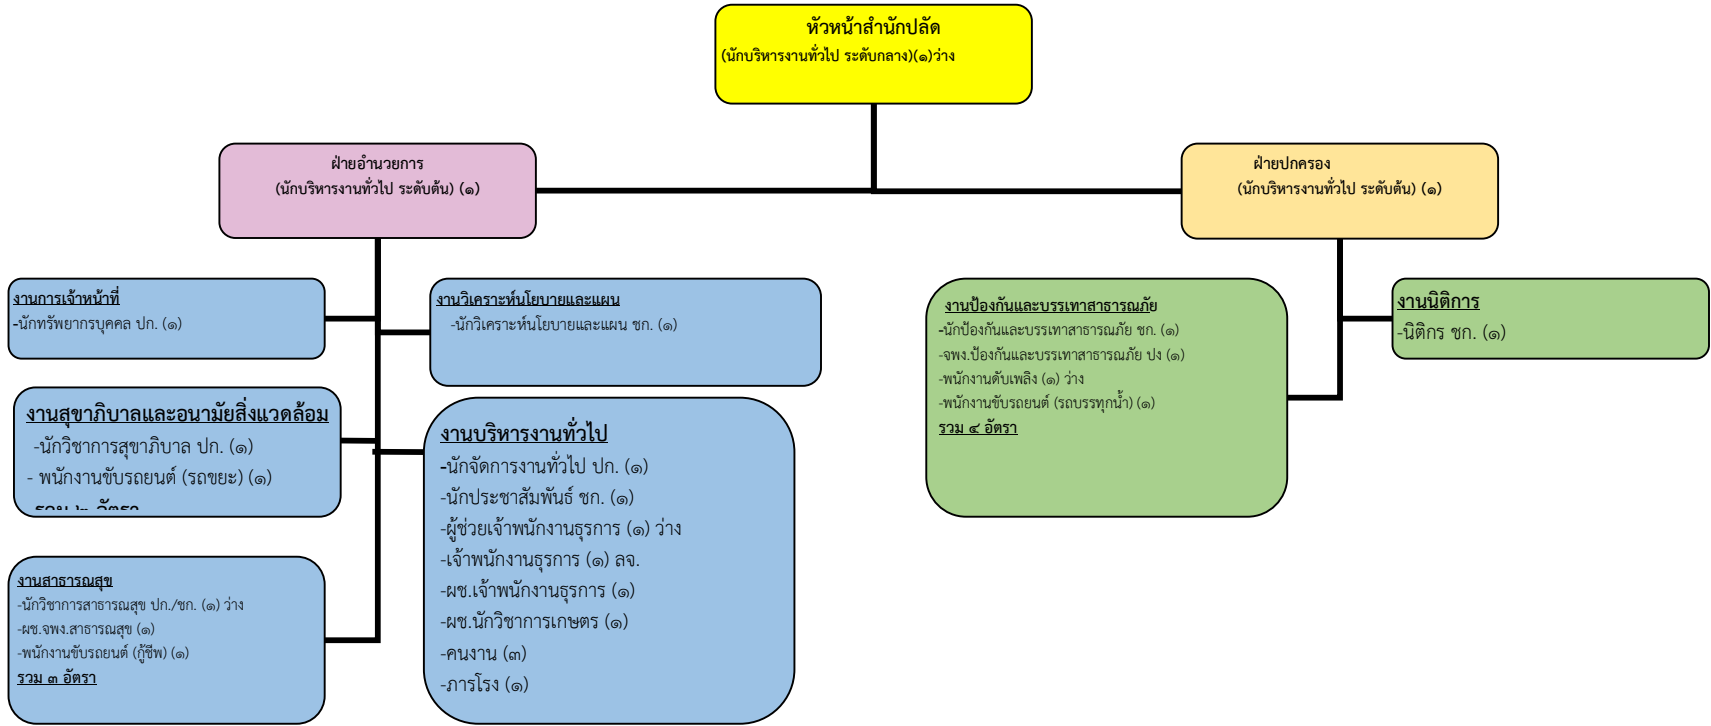 หัวหน้าสำนักปลัด
(นักบริหารงานทั่วไป ระดับกลาง)(๑)ว่าง
ฝ่ายอำนวยการ
(นักบริหารงานทั่วไป ระดับต้น) (๑)
ฝ่ายปกครอง
(นักบริหารงานทั่วไป ระดับต้น) (๑)
งานการเจ้าหน้าที่
-นักทรัพยากรบุคคล ปก. (๑)
งานวิเคราะห์นโยบายและแผน
-นักวิเคราะห์นโยบายและแผน ชก. (๑)
งานสุขาภิบาลและอนามัยสิ่งแวดล้อม
-นักวิชาการสุขาภิบาล ปก. (๑)
- พนักงานขับรถยนต์ (รถขยะ) (๑)
รวม ๒ อัตรา
งานบริหารงานทั่วไป
-นักจัดการงานทั่วไป ปก. (๑)
-นักประชาสัมพันธ์ ชก. (๑)
-ผู้ช่วยเจ้าพนักงานธุรการ (๑) ว่าง
-เจ้าพนักงานธุรการ (๑) ลจ.
-ผช.เจ้าพนักงานธุรการ (๑)
-ผช.นักวิชาการเกษตร (๑)
-คนงาน (๓)
-ภารโรง (๑)
งานสาธารณสุข
-นักวิชาการสาธารณสุข ปก./ชก. (๑) ว่าง
-ผช.จพง.สาธารณสุข (๑)
-พนักงานขับรถยนต์ (กู้ชีพ) (๑)
รวม ๓ อัตรา
งานป้องกันและบรรเทาสาธารณภัย
-นักป้องกันและบรรเทาสาธารณภัย ชก. (๑)
-จพง.ป้องกันและบรรเทาสาธารณภัย ปง (๑)
-พนักงานดับเพลิง (๑) ว่าง
-พนักงานขับรถยนต์ (รถบรรทุกน้ำ) (๑)
รวม ๔ อัตรา
งานนิติการ
-นิติกร ชก. (๑)